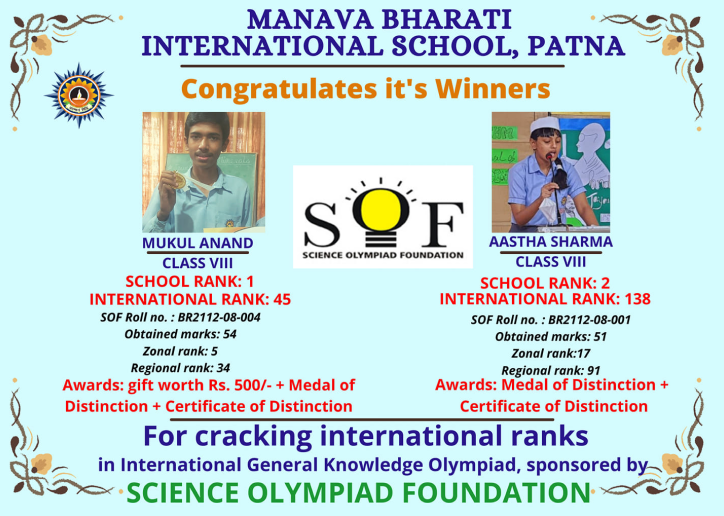 MANAVA BHARATI
INTERNATIONAL SCHOOL, PATNA
Congratulates it's Winners
SOF
SCIENCE OLYMPIAD FOUNDATION
MUKUL ANAND
CLASS VIII
SCHOOL RANK: 1
INTERNATIONAL RANK: 45
SOF Roll no. : BR2112-08-004
Obtained marks: 54
Zonal rank: 5
Regional rank: 34
Awards: gift worth Rs. 500/- + Medal of
Distinction + Certificate of Distinction
AASTHA SHARMA
CLASS VIII
SCHOOL RANK: 2
INTERNATIONAL RANK: 138
SOF Roll no. : BR2112-08-001
Obtained marks: 51
Zonal rank:17
Regional rank: 91
Awards: Medal of Distinction +
Certificate of Distinction
For cracking international ranks
in International General Knowledge Olympiad, sponsored by
SCIENCE OLYMPIAD FOUNDATION